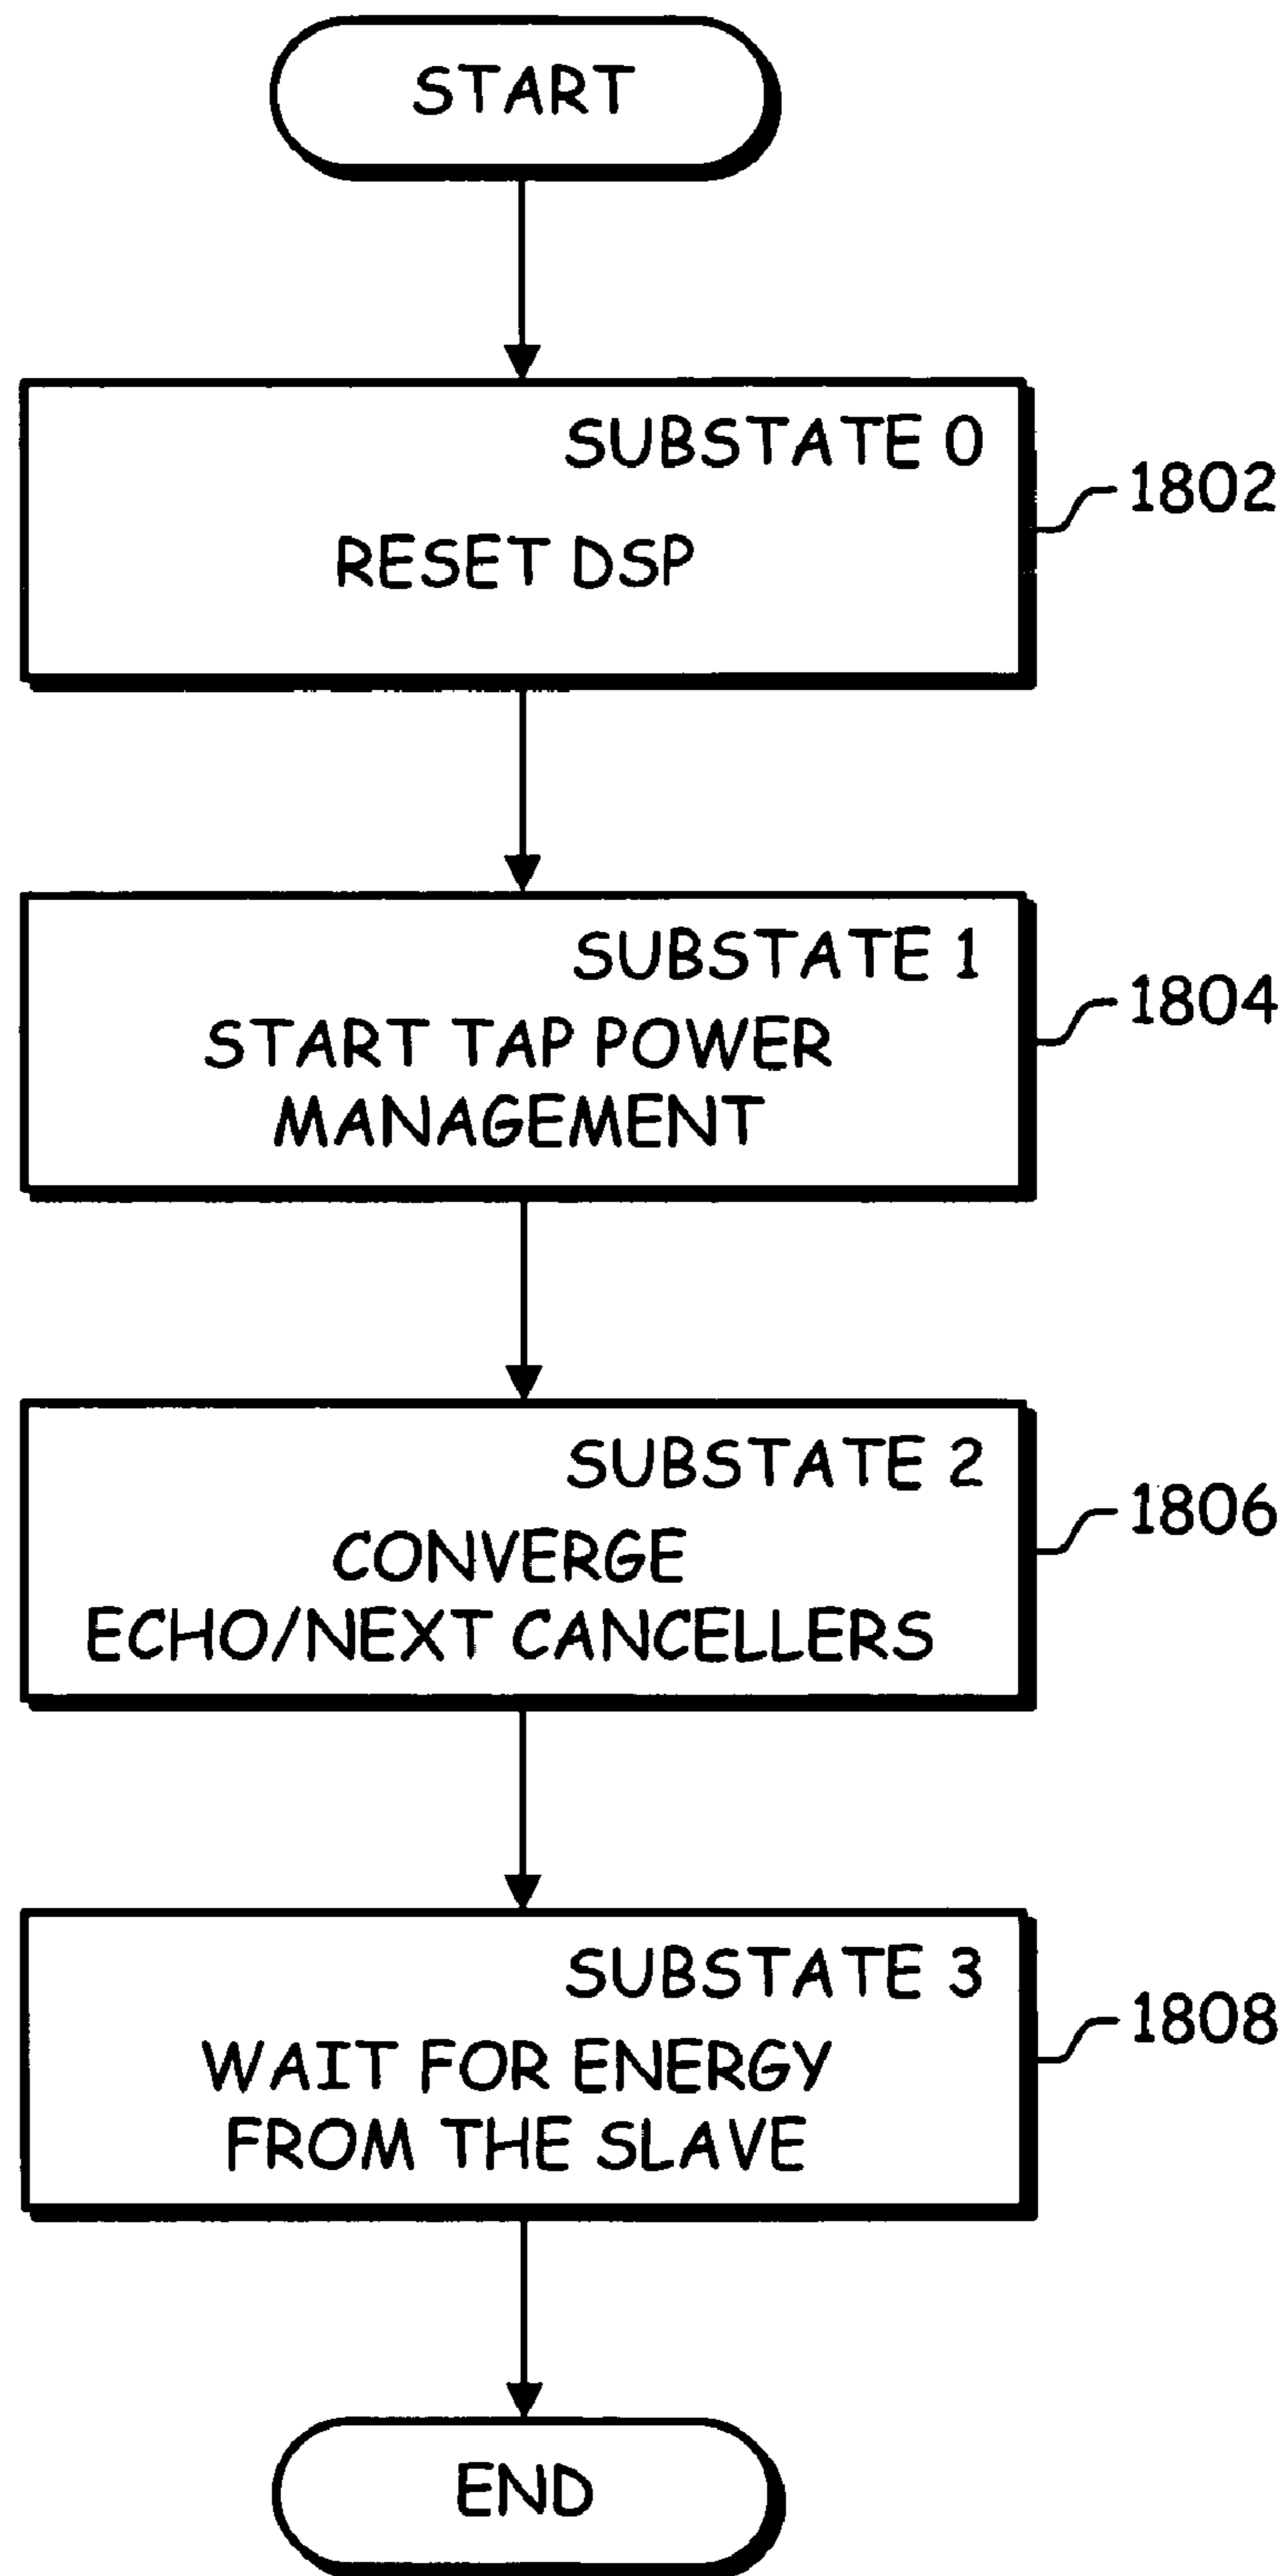 START
SUBSTATE 0
RESET DSP
1802
SUBSTATE 1
START TAP POWER
MANAGEMENT
1804
SUBSTATE 2
CONVERGE
ECHO/NEXT CANCELLERS
1806
SUBSTATE 3
WAIT FOR ENERGY
FROM THE SLAVE
1808
END